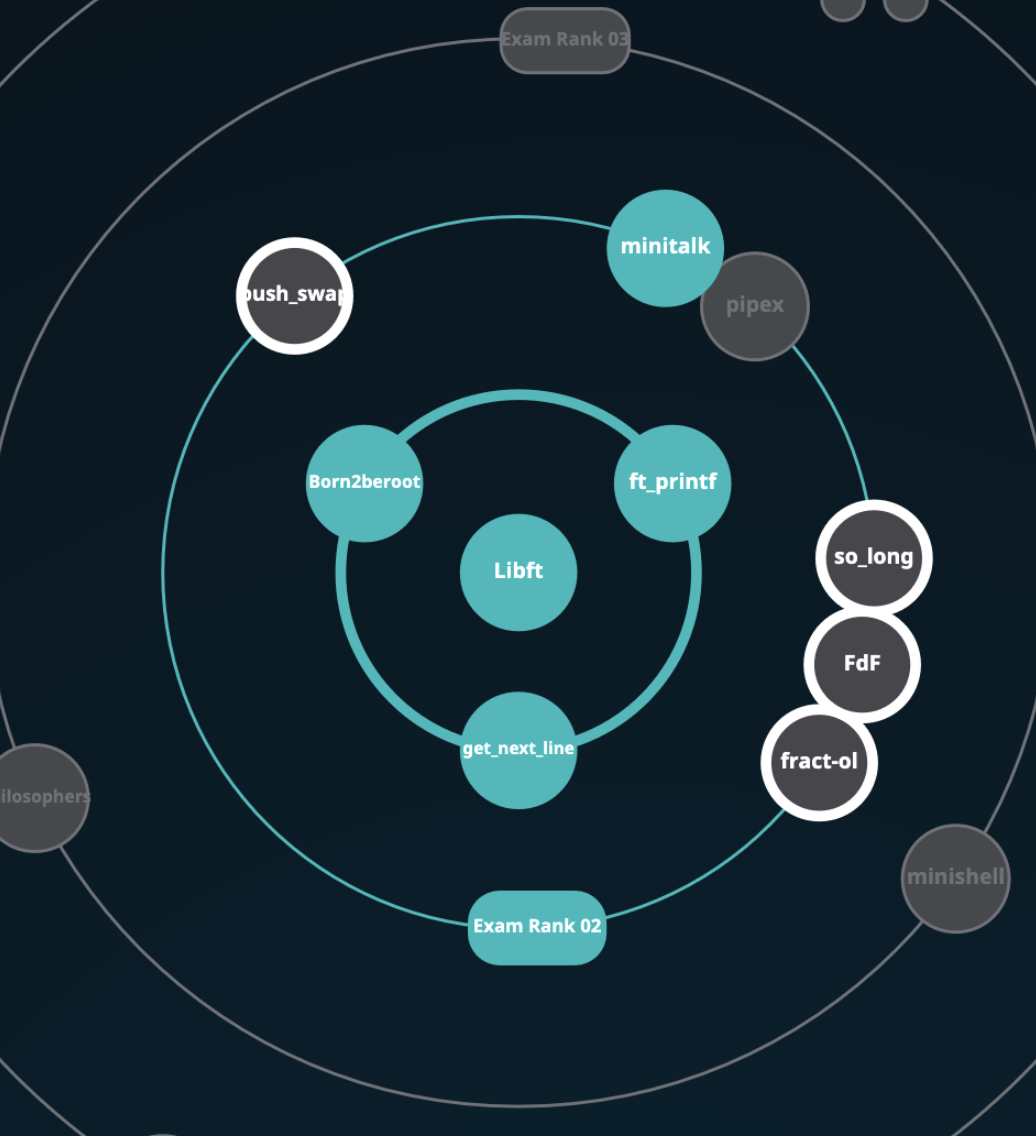 Exam Rank 03
minitalk
push_swap
pipex
Born2beroot
ft_printf
so_long
Libft
FdF
get_next_line
fract-ol
ilosophers
minishell
Exam Rank 02